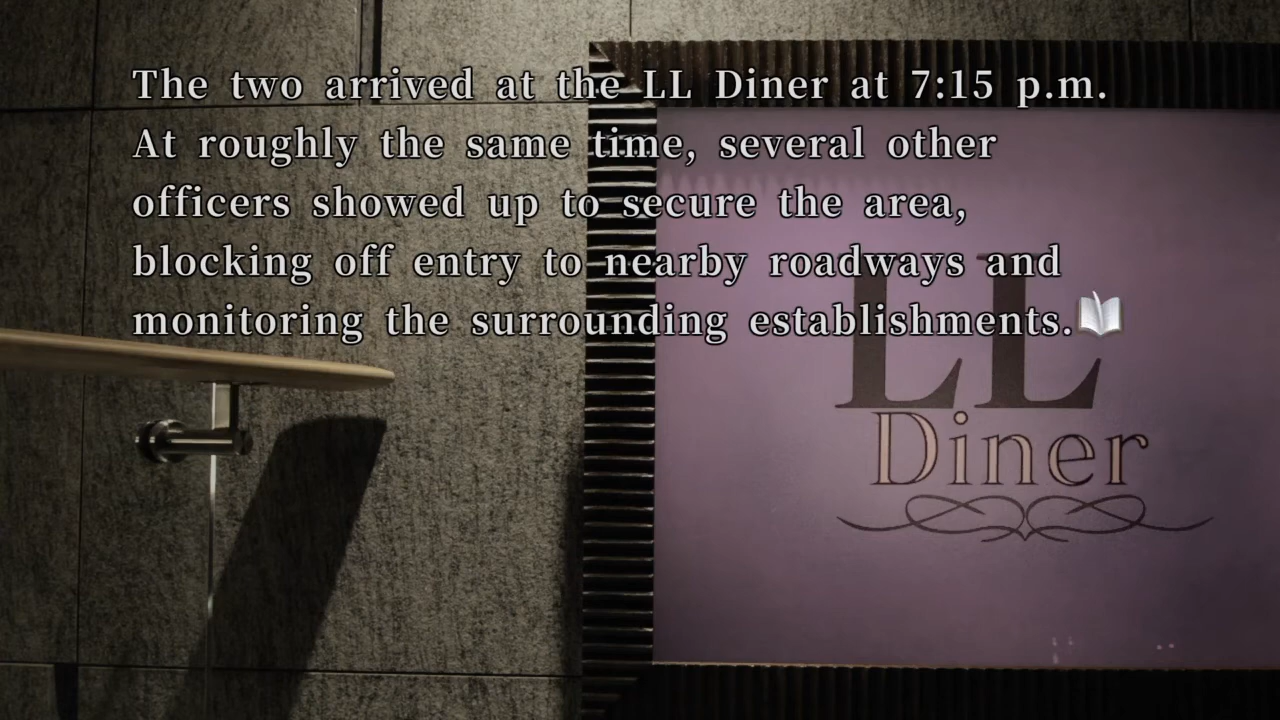 The two arrived at the LL Diner at 7:15 p.m.
At roughly the same time, several other
officers showed up to secure the area,
blocking off entry to nearby roadways and
monitoring the surrounding establishments.
LL
Diner